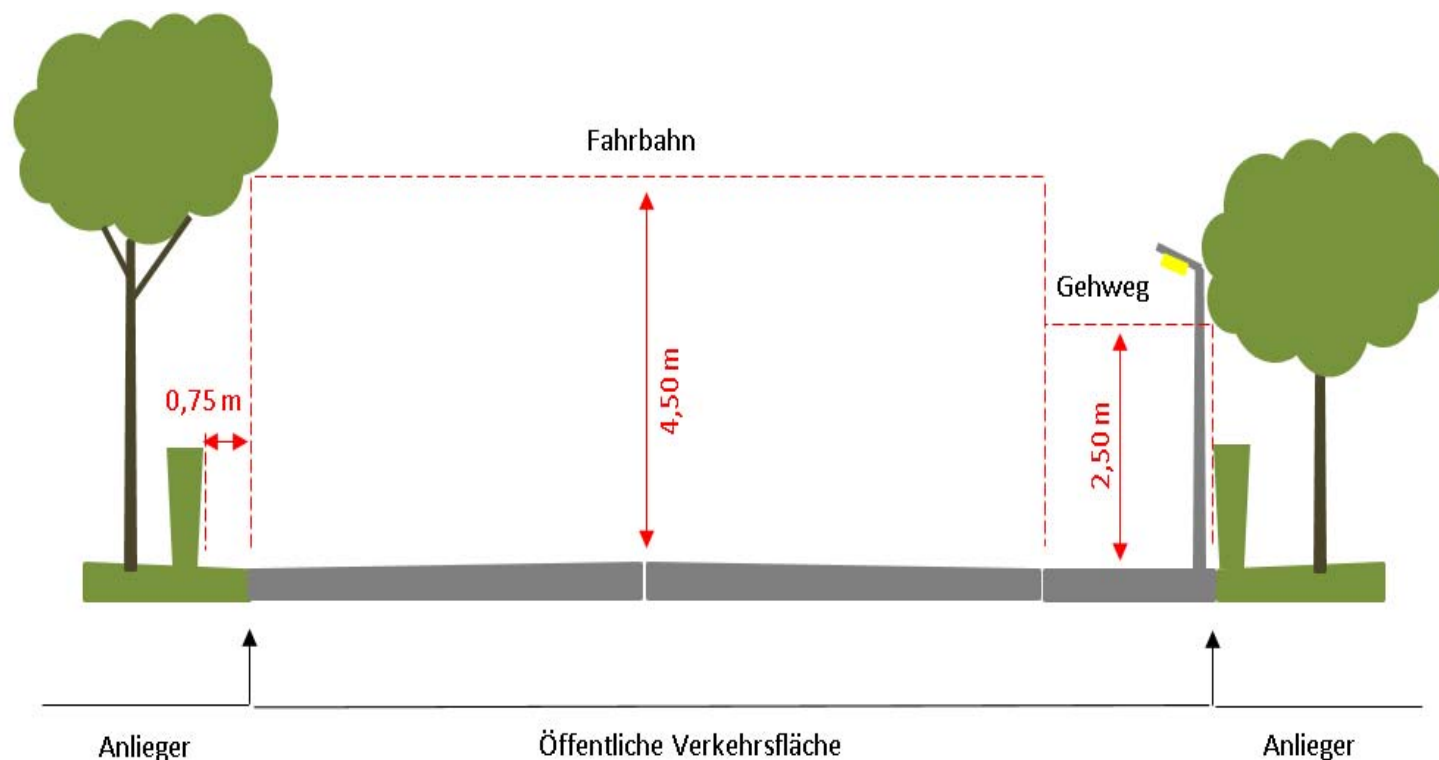 Fahrbahn
Gehweg
0,75 m
4,50 m
2,50 m
Anlieger
Öffentliche Verkehrsfläche
Anlieger